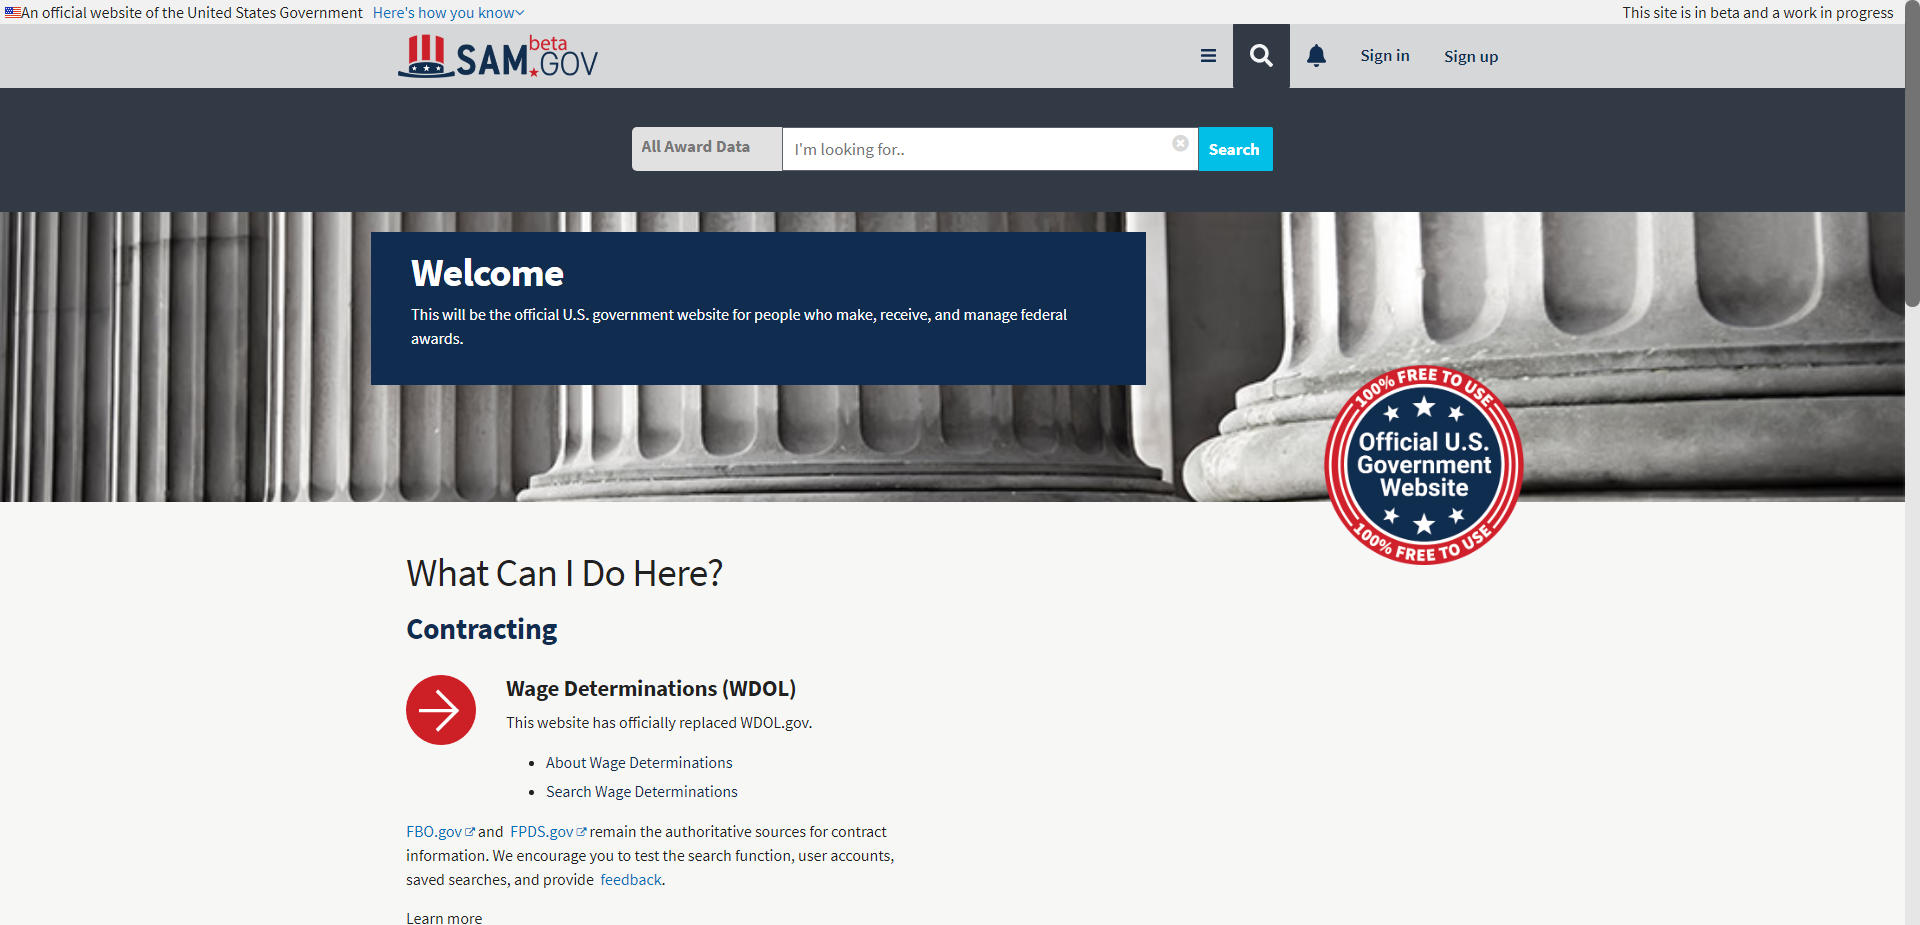 An official website of the United States Government Here's how you know
This site is in beta and a work in progress
SAM.GOV beta
Sign in
Sign up
All Award Data
I'm looking for..
Search
Welcome
This will be the official U.S. government website for people who make, receive, and manage federal
awards.
100% FREE TO USE
Official U.S.
Government
Website
100% FREE TO USE
What Can I Do Here?
Contracting
Wage Determinations (WDOL)
This website has officially replaced WDOL.gov.
• About Wage Determinations
• Search Wage Determinations
FBO.gov and FPDS.gov remain the authoritative sources for contract
information. We encourage you to test the search function, user accounts,
saved searches, and provide feedback.
Learn more